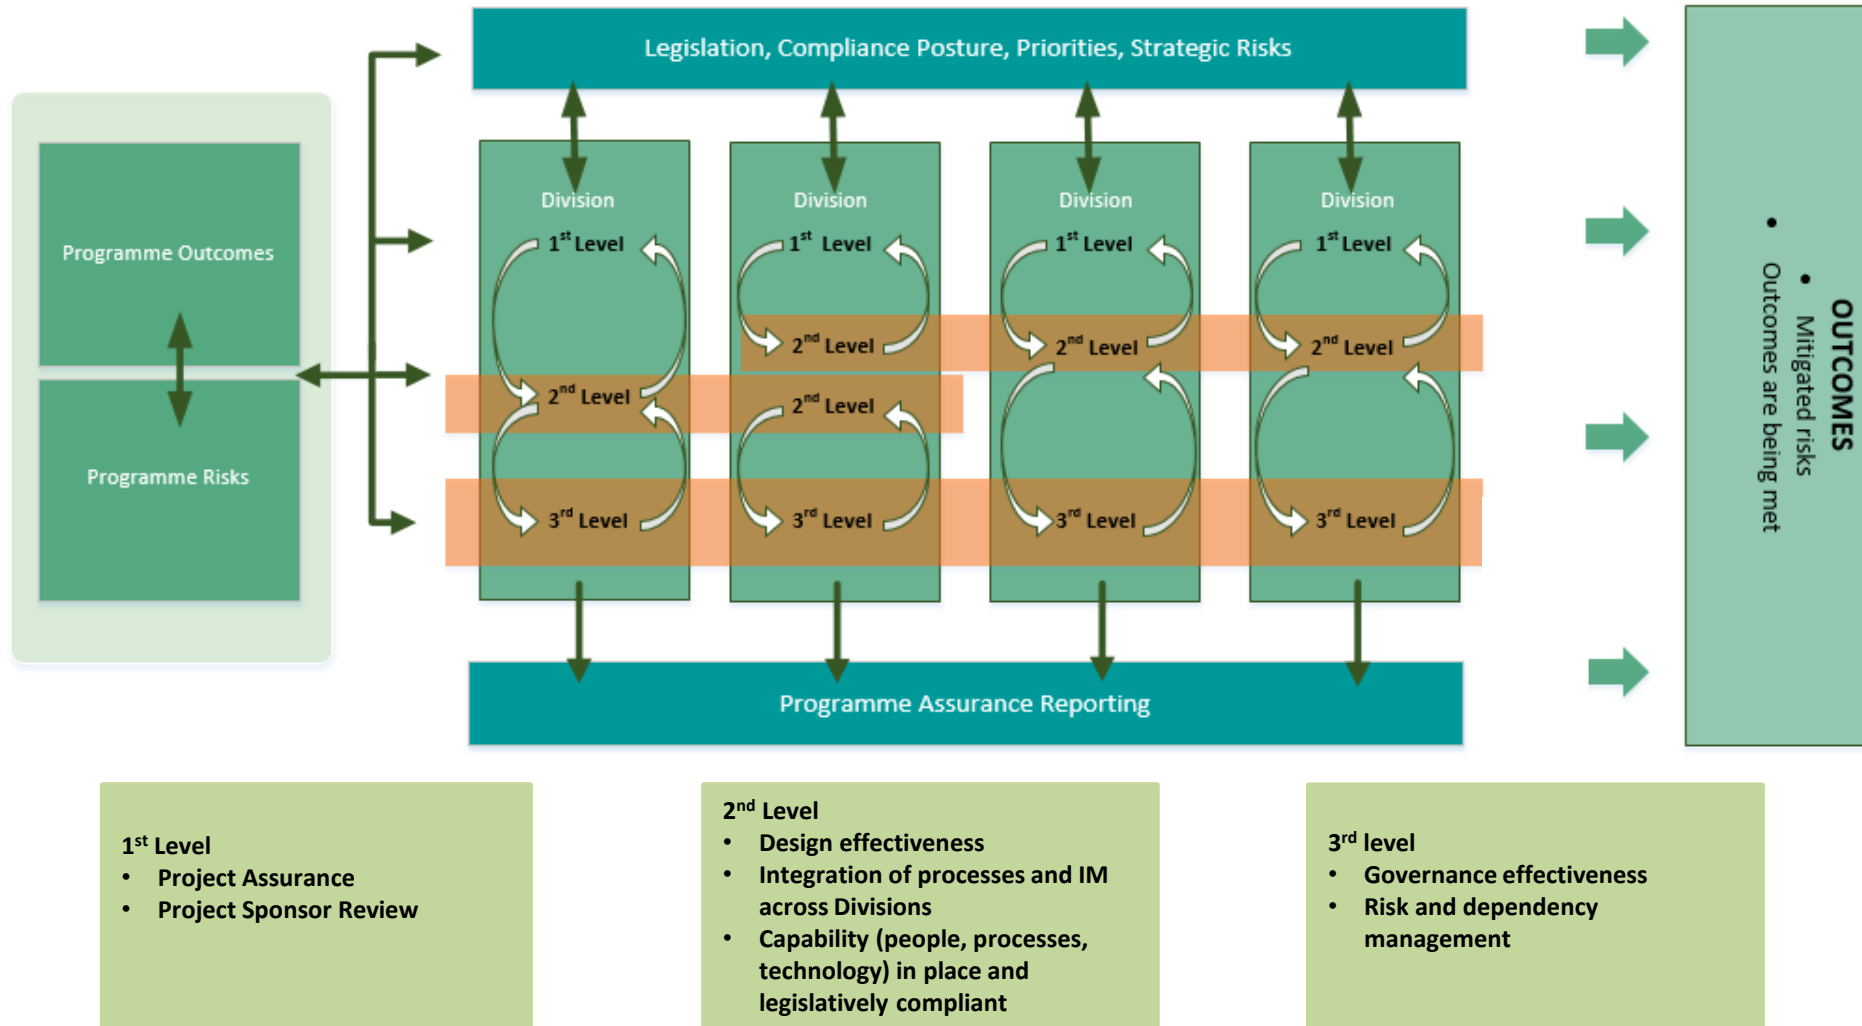 Legislation, Compliance Posture, Priorities, Strategic Risks
Programme Outcomes
Programme Risks
Division
1st Level
2nd Level
3rd Level
Division
1st Level
2nd Level
2nd Level
3rd Level
Division
1st Level
2nd Level
3rd Level
Division
1st Level
2nd Level
3rd Level
Programme Assurance Reporting
OUTCOMES
• Mitigated risks
• Outcomes are being met
1st Level
• Project Assurance
• Project Sponsor Review
2nd Level
• Design effectiveness
• Integration of processes and IM
across Divisions
• Capability (people, processes,
technology) in place and
legislatively compliant
3rd level
• Governance effectiveness
• Risk and dependency
management